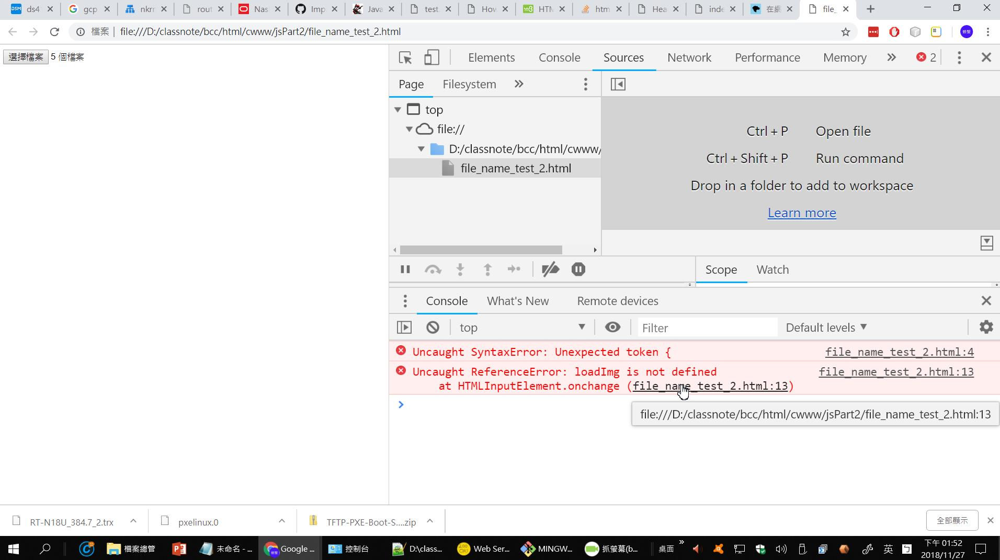 ds4
gcp
nkrr
rout
Nas
Imp
Java
test.
How
HTM
htm
Hea
inde
在網
file_
檔案
file:///D:/classnote/bcc/html/cwww/jsPart2/file_name_test_2.html
選擇檔案 5 個檔案
Elements Console Sources Network Performance Memory 2
Page Filesystem
top
file://
D:/classnote/bcc/html/cwww/
file_name_test_2.html
Ctrl + P Open file
Ctrl + Shift + P Run command
Drop in a folder to add to workspace
Learn more
Scope Watch
Console What's New Remote devices
top Filter Default levels
Uncaught SyntaxError: Unexpected token { file_name_test_2.html:4
Uncaught ReferenceError: loadImg is not defined file_name_test_2.html:13
at HTMLInputElement.onchange (file_name_test_2.html:13)
file:///D:/classnote/bcc/html/cwww/jsPart2/file_name_test_2.html:13
RT-N18U_384.7_2.trx
pxelinux.0
TFTP-PXE-Boot-S....zip
全部顯示
檔案總管
未命名 - ...
Google ...
控制台
D:\class...
Web Ser...
MINGW...
抓螢幕(b...
桌面
英
下午 01:52
2018/11/27